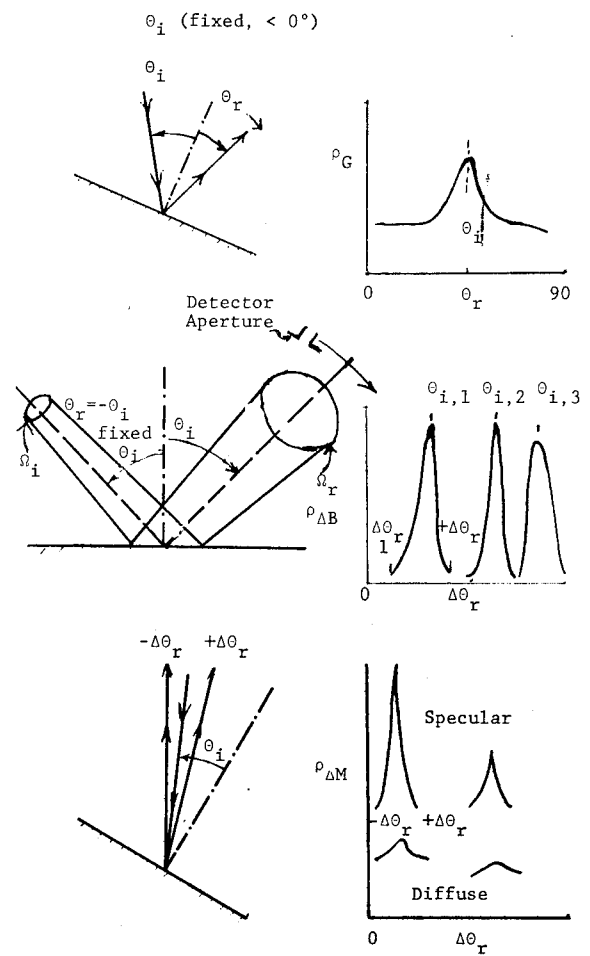 Θi (fixed, < 0°)
Θi
Θr
ρG
Θi
0
Θr
90
Detector
Aperture
Θr=-Θi
fixed
Θi
Θi
Ωi
Ωr
Θi,1 Θi,2 Θi,3
ρΔB
ΔΘr
+ΔΘr
0
ΔΘr
-ΔΘr +ΔΘr
Θi
Specular
ρΔM
-ΔΘr +ΔΘr
Diffuse
0
ΔΘr